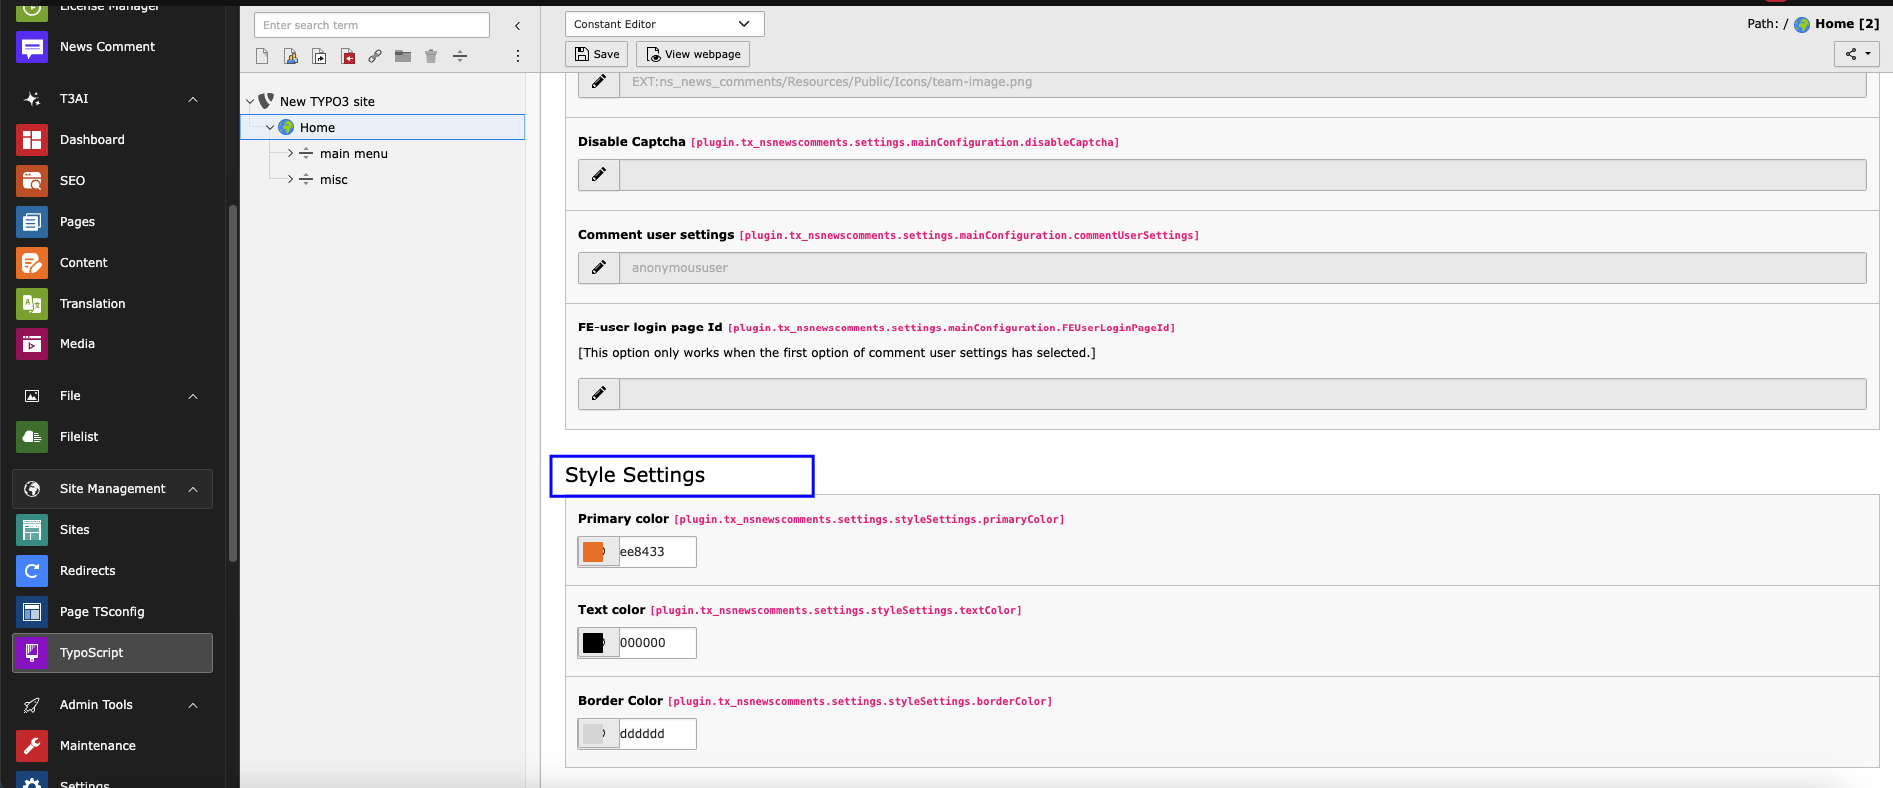 License Manager
News Comment
T3AI
Dashboard
SEO
Pages
Content
Translation
Media
File
Filelist
Site Management
Sites
Redirects
Page TSconfig
TypoScript
Admin Tools
Maintenance
Settings
Enter search term
New TYPO3 site
Home
main menu
misc
Constant Editor
Path: / Home [2]
Save
View webpage
EXT:ns_news_comments/Resources/Public/Icons/team-image.png
Disable Captcha [plugin.tx_nsnewscomments.settings.mainConfiguration.disableCaptcha]
Comment user settings [plugin.tx_nsnewscomments.settings.mainConfiguration.commentUserSettings]
anonymoususer
FE-user login page Id [plugin.tx_nsnewscomments.settings.mainConfiguration.FEUserLoginPageId]
[This option only works when the first option of comment user settings has selected.]
Style Settings
Primary color [plugin.tx_nsnewscomments.settings.styleSettings.primaryColor]
ee8433
Text color [plugin.tx_nsnewscomments.settings.styleSettings.textColor]
000000
Border Color [plugin.tx_nsnewscomments.settings.styleSettings.borderColor]
dddddd